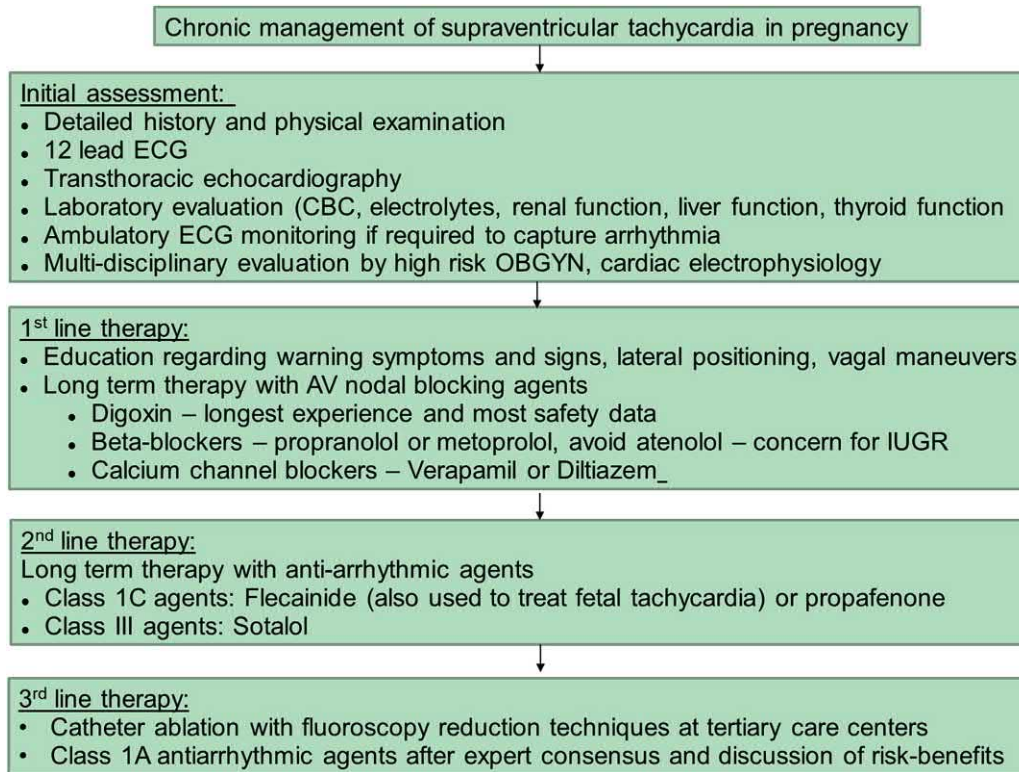 Chronic management of supraventricular tachycardia in pregnancy
Initial assessment:
• Detailed history and physical examination
• 12 lead ECG
• Transthoracic echocardiography
• Laboratory evaluation (CBC, electrolytes, renal function, liver function, thyroid function
• Ambulatory ECG monitoring if required to capture arrhythmia
• Multi-disciplinary evaluation by high risk OBGYN, cardiac electrophysiology
1st line therapy:
• Education regarding warning symptoms and signs, lateral positioning, vagal maneuvers
• Long term therapy with AV nodal blocking agents
• Digoxin – longest experience and most safety data
• Beta-blockers – propranolol or metoprolol, avoid atenolol – concern for IUGR
• Calcium channel blockers – Verapamil or Diltiazem
2nd line therapy:
Long term therapy with anti-arrhythmic agents
• Class 1C agents: Flecainide (also used to treat fetal tachycardia) or propafenone
• Class III agents: Sotalol
3rd line therapy:
• Catheter ablation with fluoroscopy reduction techniques at tertiary care centers
• Class 1A antiarrhythmic agents after expert consensus and discussion of risk-benefits